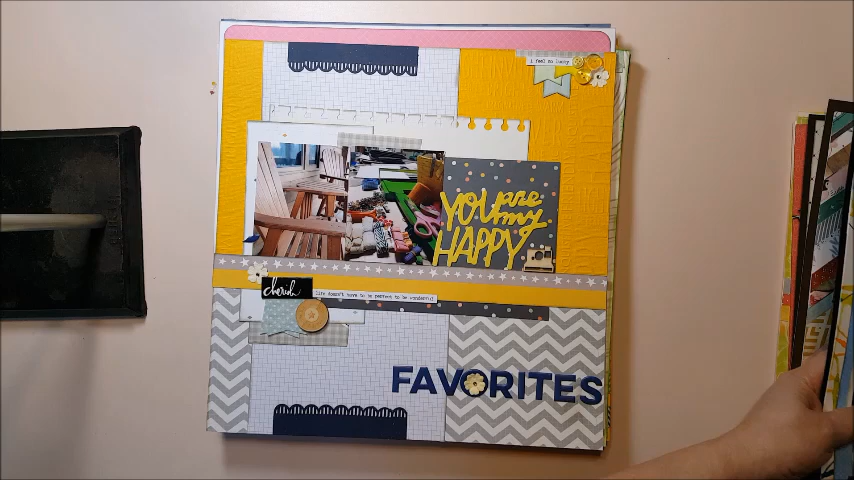 i feel so lucky
YOU are
my
HAPPY
cherish
life doesn't have to be perfect to be wonderful
FAVORITES